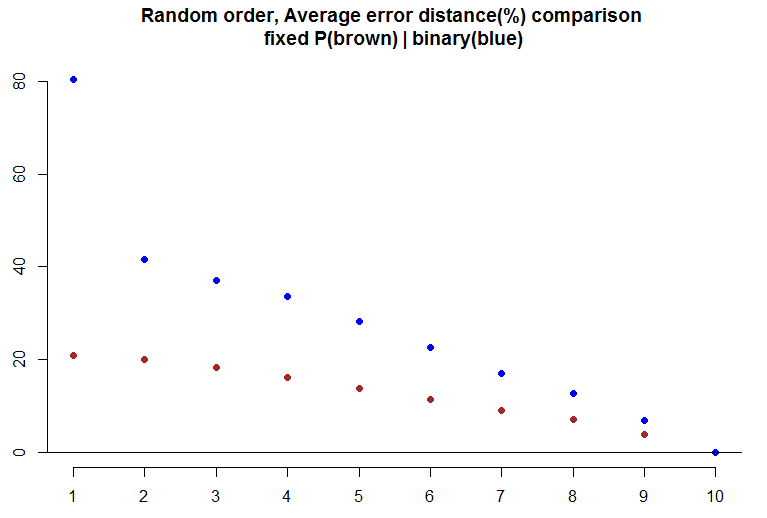 Random order, Average error distance(%) comparison
fixed P(brown) | binary(blue)
80
60
40
20
0
1 2 3 4 5 6 7 8 9 10